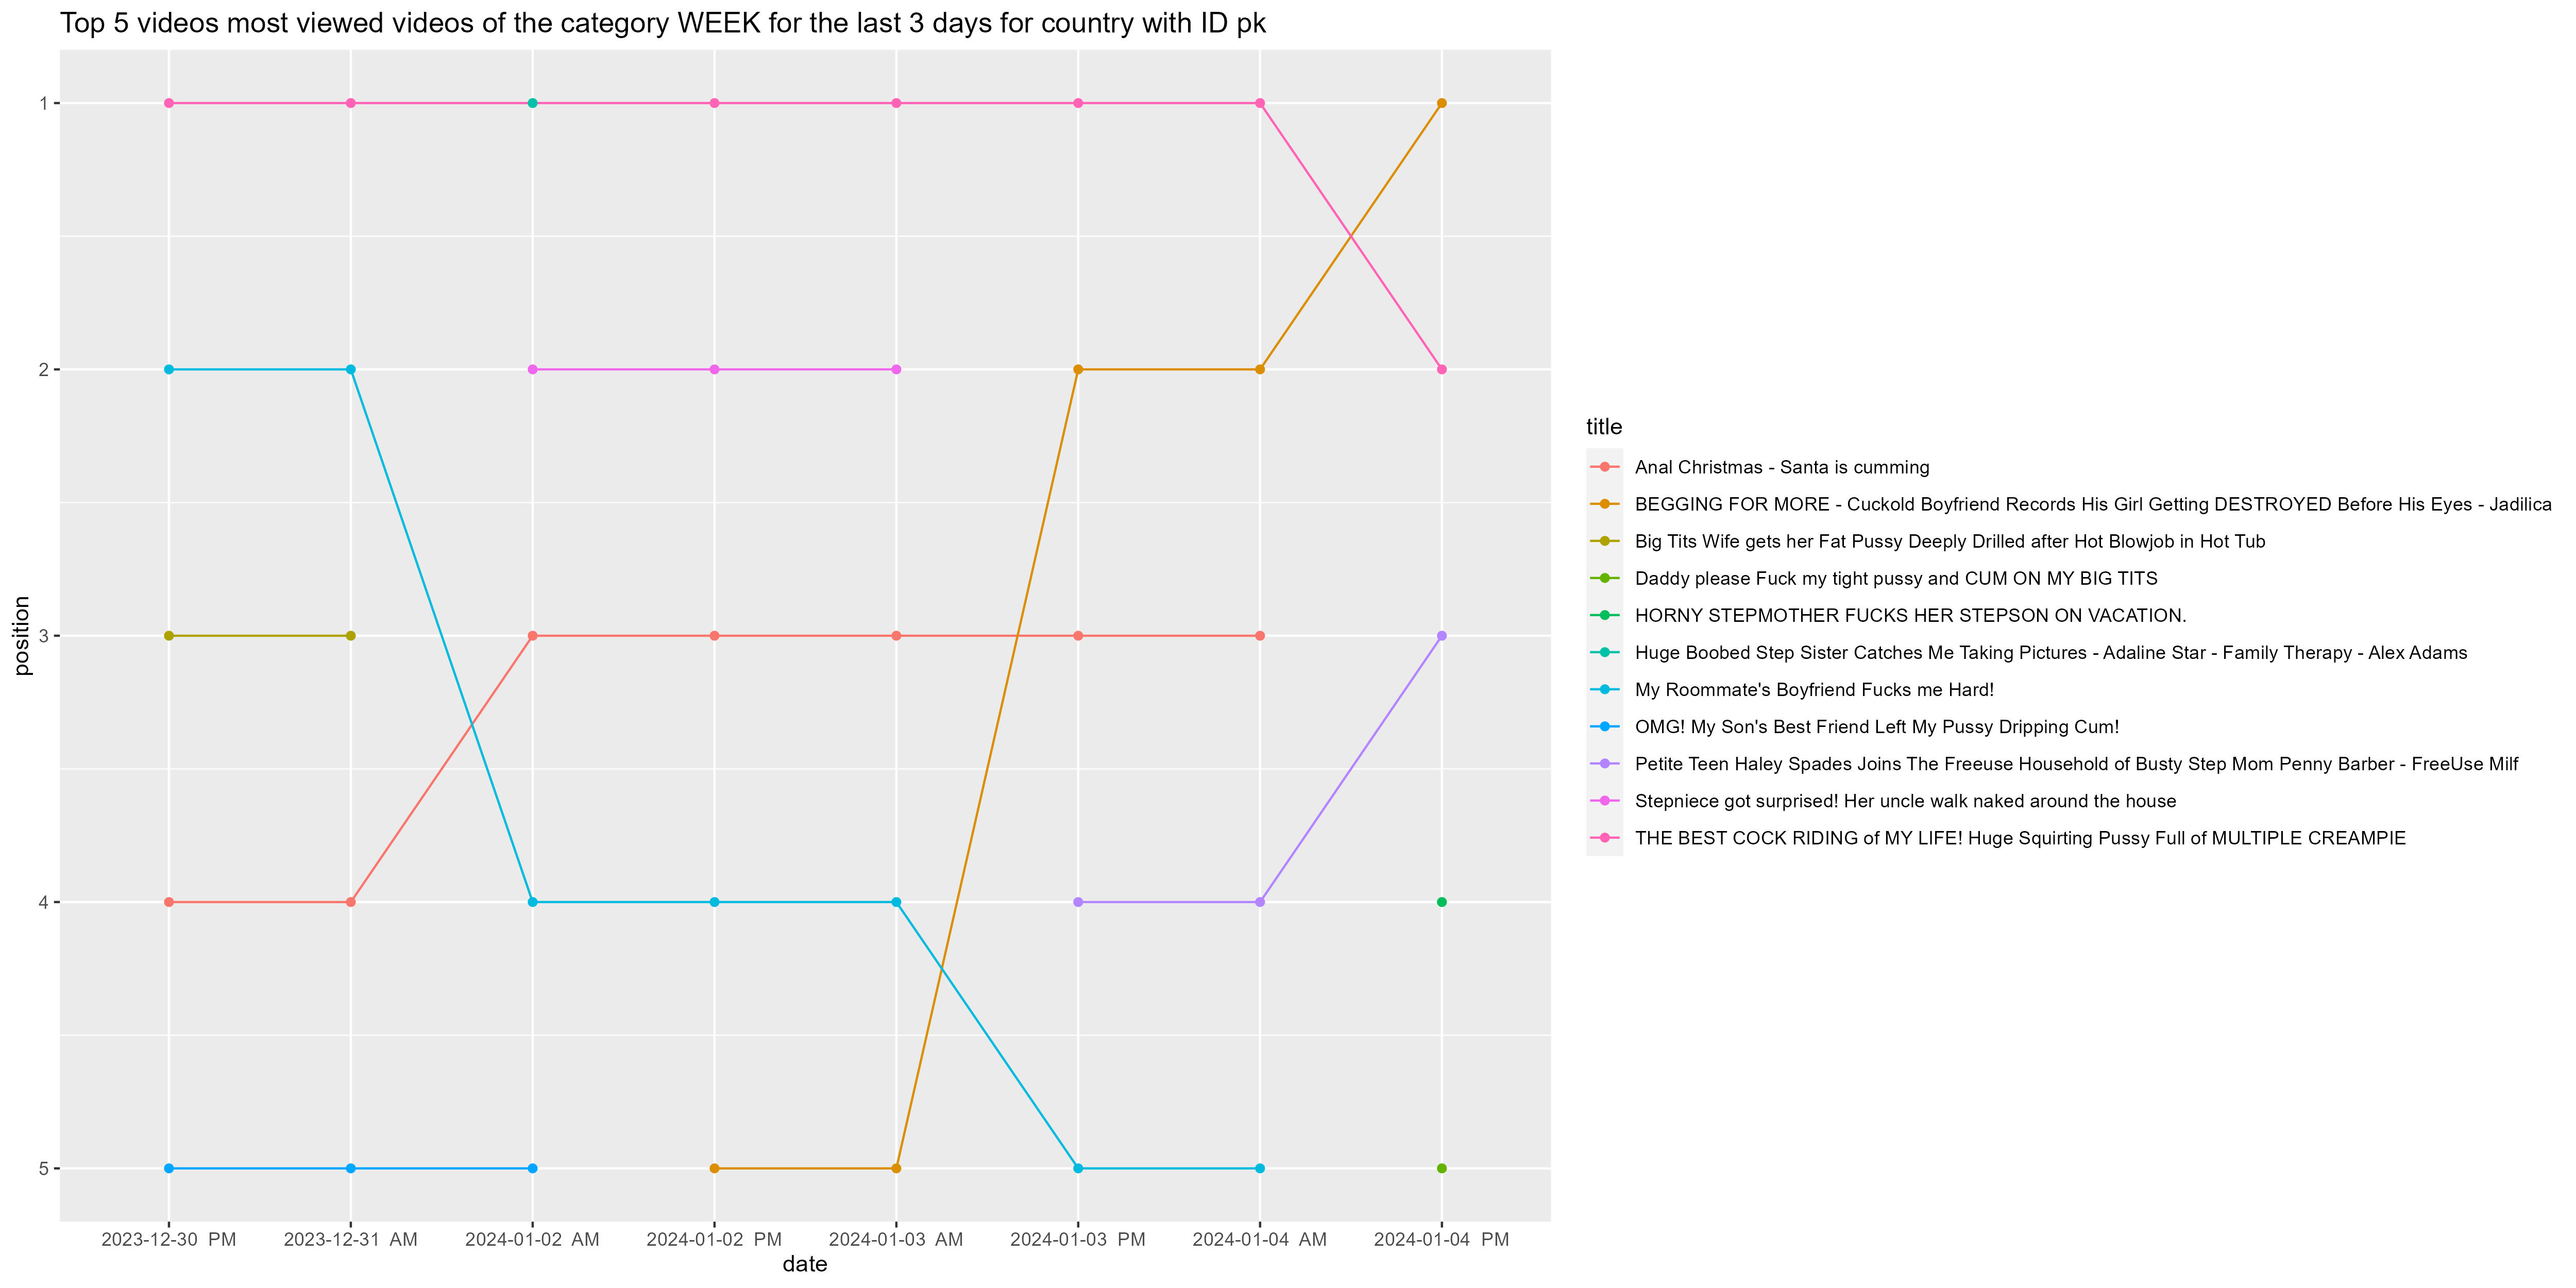 Top 5 videos most viewed videos of the category WEEK for the last 3 days for country with ID pk
position
1
2
3
4
5
2023-12-30 PM
2023-12-31 AM
2024-01-02 AM
2024-01-02 PM
2024-01-03 AM
2024-01-03 PM
2024-01-04 AM
2024-01-04 PM
date
title
Anal Christmas - Santa is cumming
BEGGING FOR MORE - Cuckold Boyfriend Records His Girl Getting DESTROYED Before His Eyes - Jadilica
Big Tits Wife gets her Fat Pussy Deeply Drilled after Hot Blowjob in Hot Tub
Daddy please Fuck my tight pussy and CUM ON MY BIG TITS
HORNY STEPMOTHER FUCKS HER STEPSON ON VACATION.
Huge Boobed Step Sister Catches Me Taking Pictures - Adaline Star - Family Therapy - Alex Adams
My Roommate's Boyfriend Fucks me Hard!
OMG! My Son's Best Friend Left My Pussy Dripping Cum!
Petite Teen Haley Spades Joins The Freeuse Household of Busty Step Mom Penny Barber - FreeUse Milf
Stepniece got surprised! Her uncle walk naked around the house
THE BEST COCK RIDING of MY LIFE! Huge Squirting Pussy Full of MULTIPLE CREAMPIE